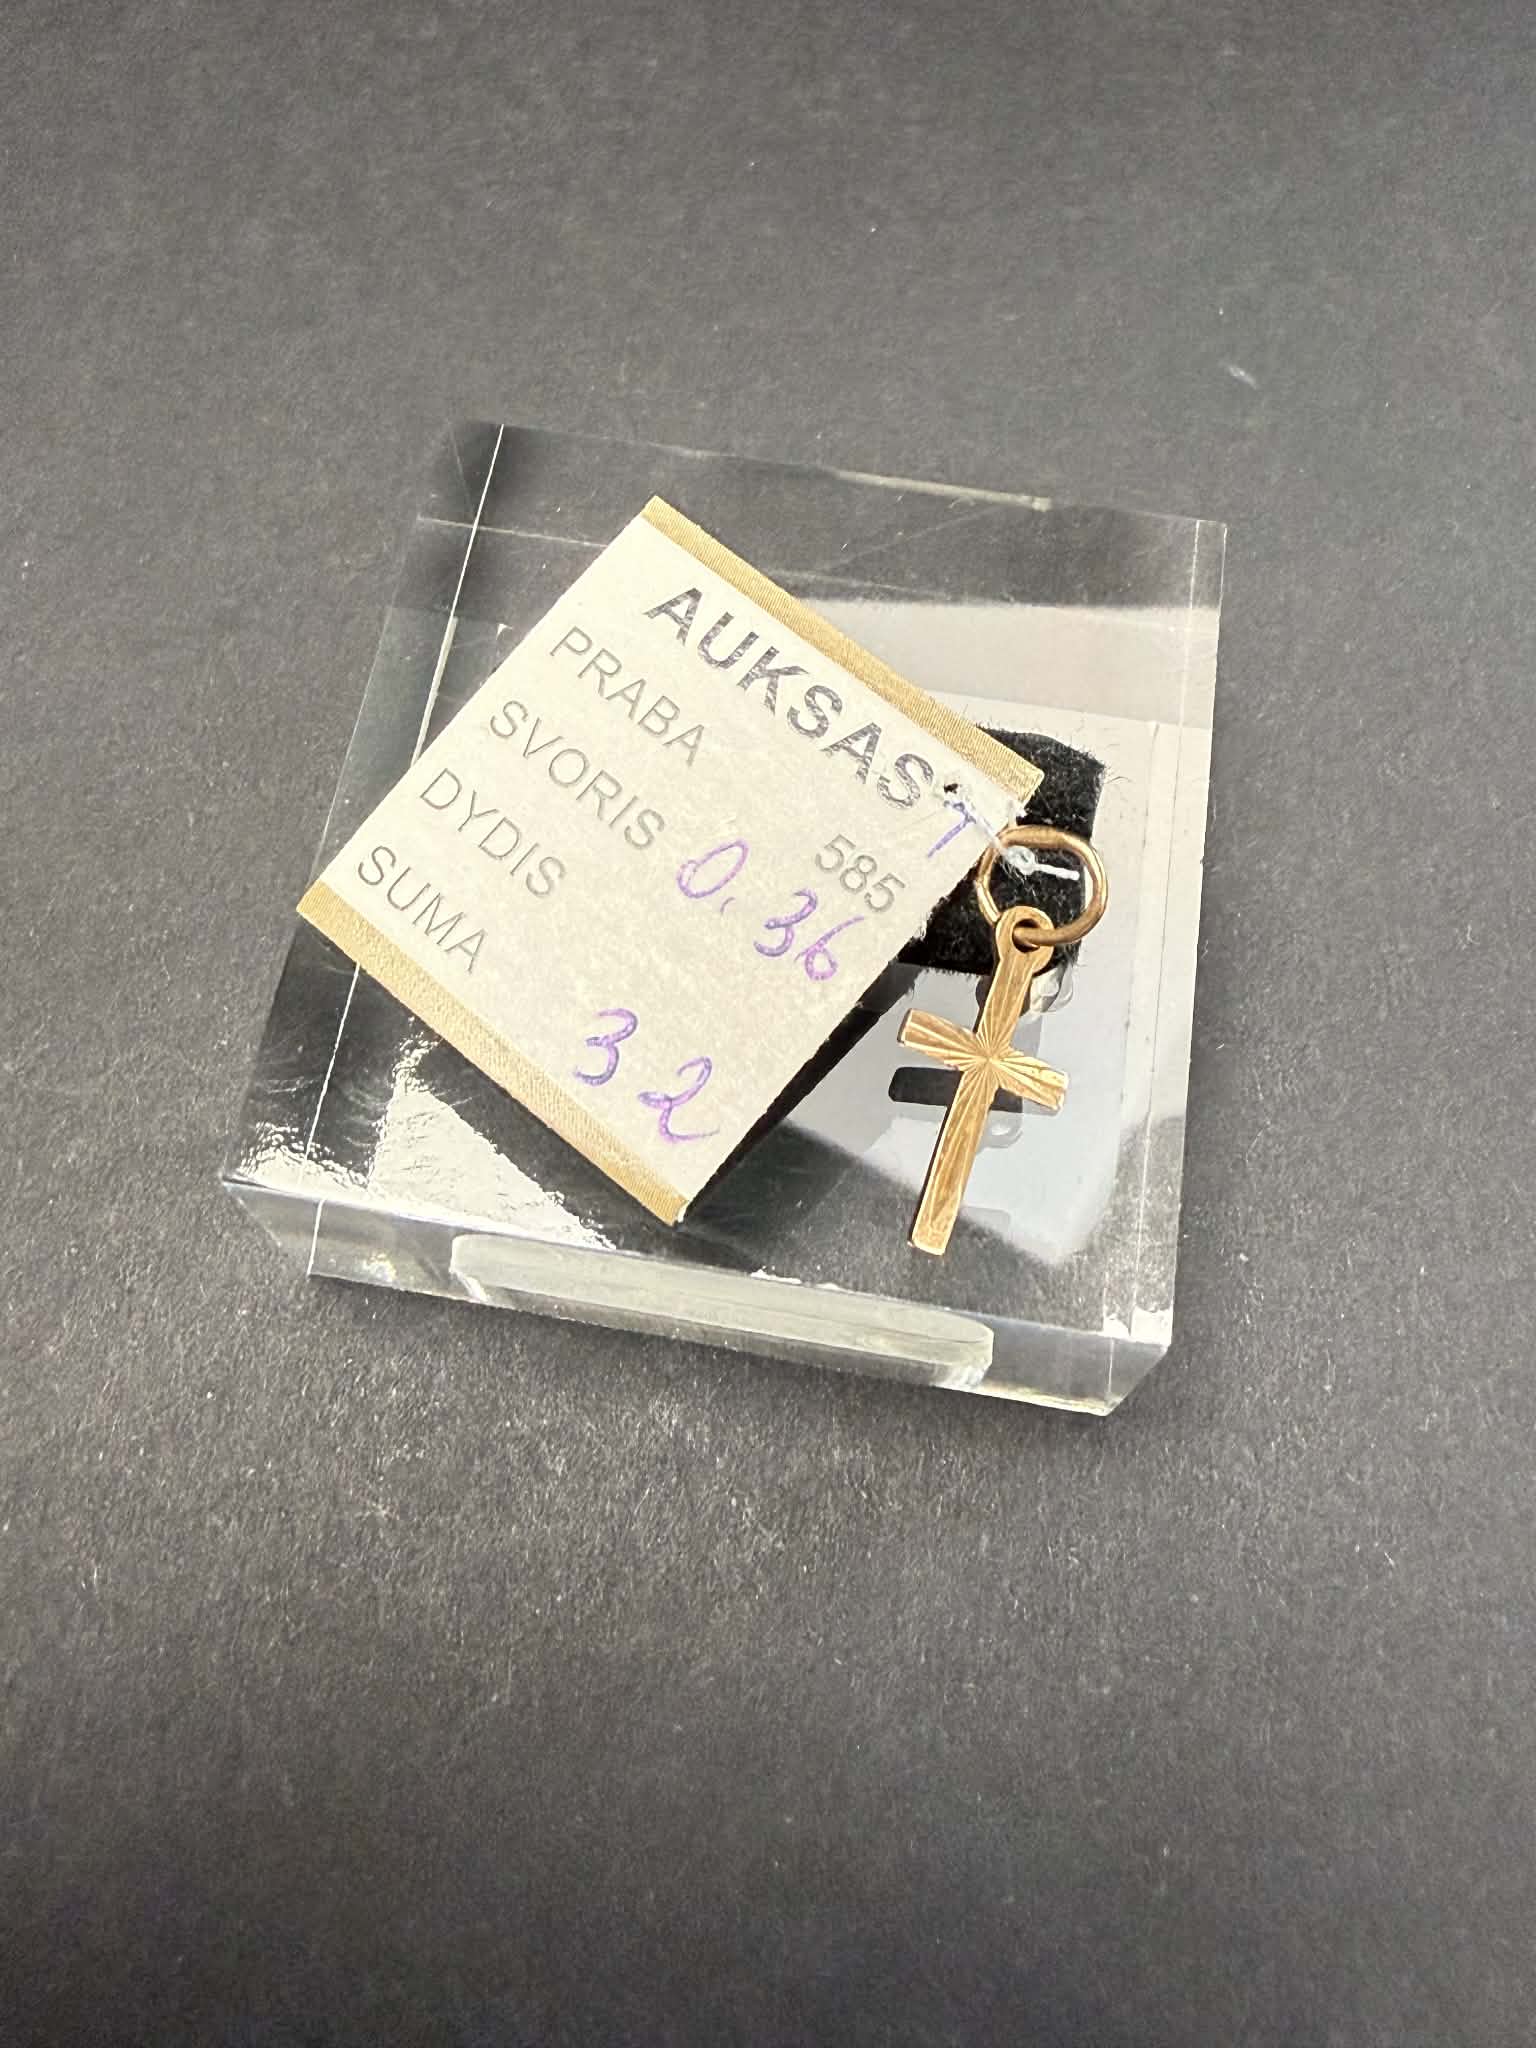 AUKSAS
PRABA 585
SVORIS 0.36
DYDIS
SUMA 32